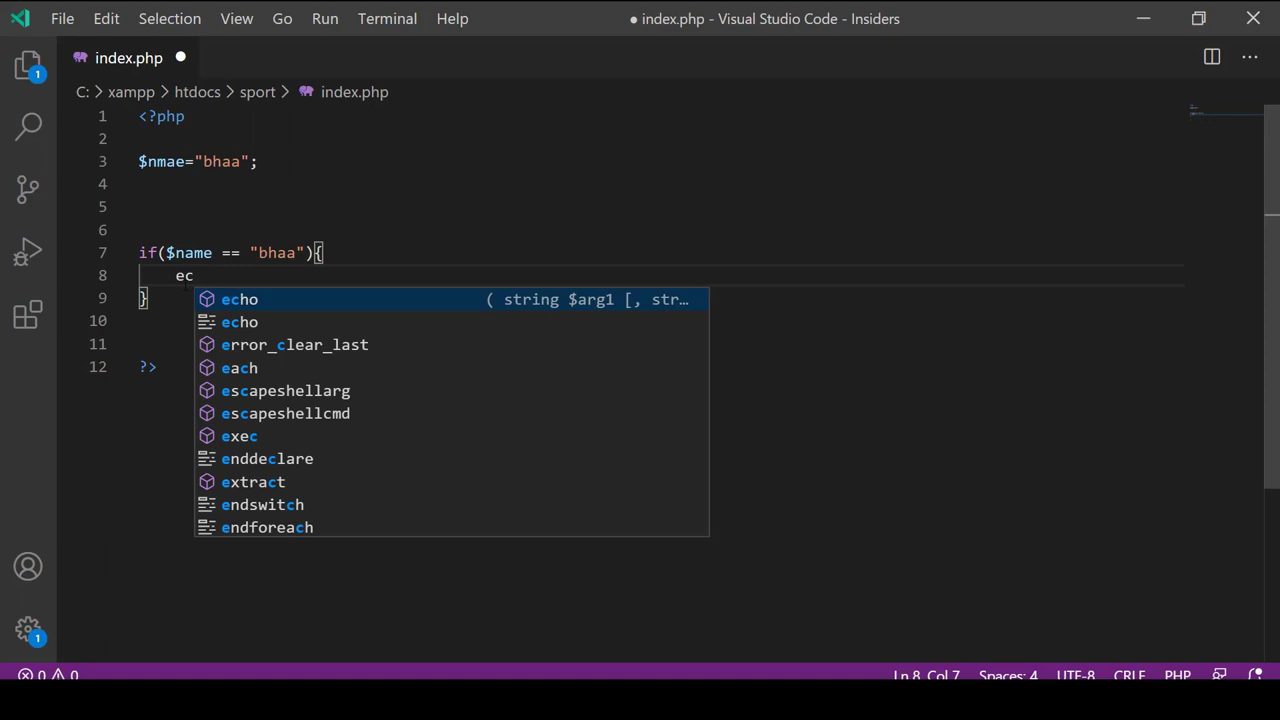 File Edit Selection View Go Run Terminal Help ● index.php - Visual Studio Code - Insiders
index.php ●
C: > xampp > htdocs > sport > index.php
1 <?php
2
3 $nmae="bhaa";
4
5
6
7 if($name == "bhaa"){
8 ec
9 }
echo ( string $arg1 [, str…
10
echo
11
error_clear_last
12 ?>
each
escapeshellarg
escapeshellcmd
exec
enddeclare
extract
endswitch
endforeach
1
1
0 0 Ln 8, Col 7 Spaces: 4 UTF-8 CRLF PHP